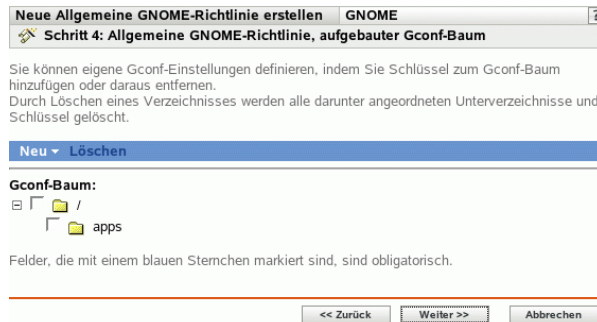 Neue Allgemeine GNOME-Richtlinie erstellen GNOME ?
Schritt 4: Allgemeine GNOME-Richtlinie, aufgebauter Gconf-Baum
Sie können eigene Gconf-Einstellungen definieren, indem Sie Schlüssel zum Gconf-Baum
hinzufügen oder daraus entfernen.
Durch Löschen eines Verzeichnisses werden alle darunter angeordneten Unterverzeichnisse und
Schlüssel gelöscht.
Neu Löschen
Gconf-Baum:
/
apps
Felder, die mit einem blauen Sternchen markiert sind, sind obligatorisch.
<< Zurück Weiter >> Abbrechen